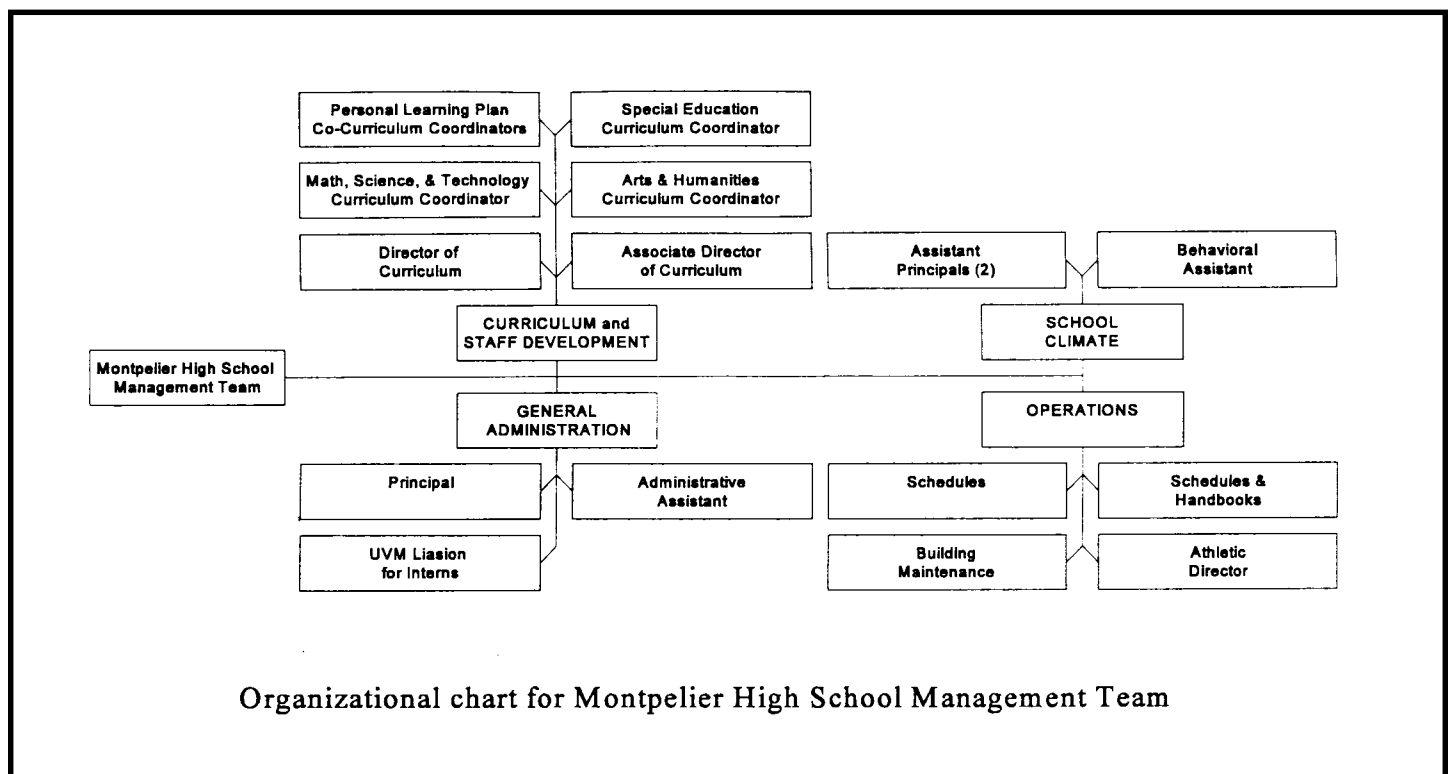 Personal Learning Plan
Co-Curriculum Coordinators
Special Education
Curriculum Coordinator
Math, Science, & Technology
Curriculum Coordinator
Arts & Humanities
Curriculum Coordinator
Director of
Curriculum
Associate Director
of Curriculum
Assistant
Principals (2)
Behavioral
Assistant
CURRICULUM and
STAFF DEVELOPMENT
SCHOOL
CLIMATE
Montpelier High School
Management Team
GENERAL
ADMINISTRATION
OPERATIONS
Principal
Administrative
Assistant
Schedules
Schedules &
Handbooks
UVM Liasion
for Interns
Building
Maintenance
Athletic
Director
Organizational chart for Montpelier High School Management Team